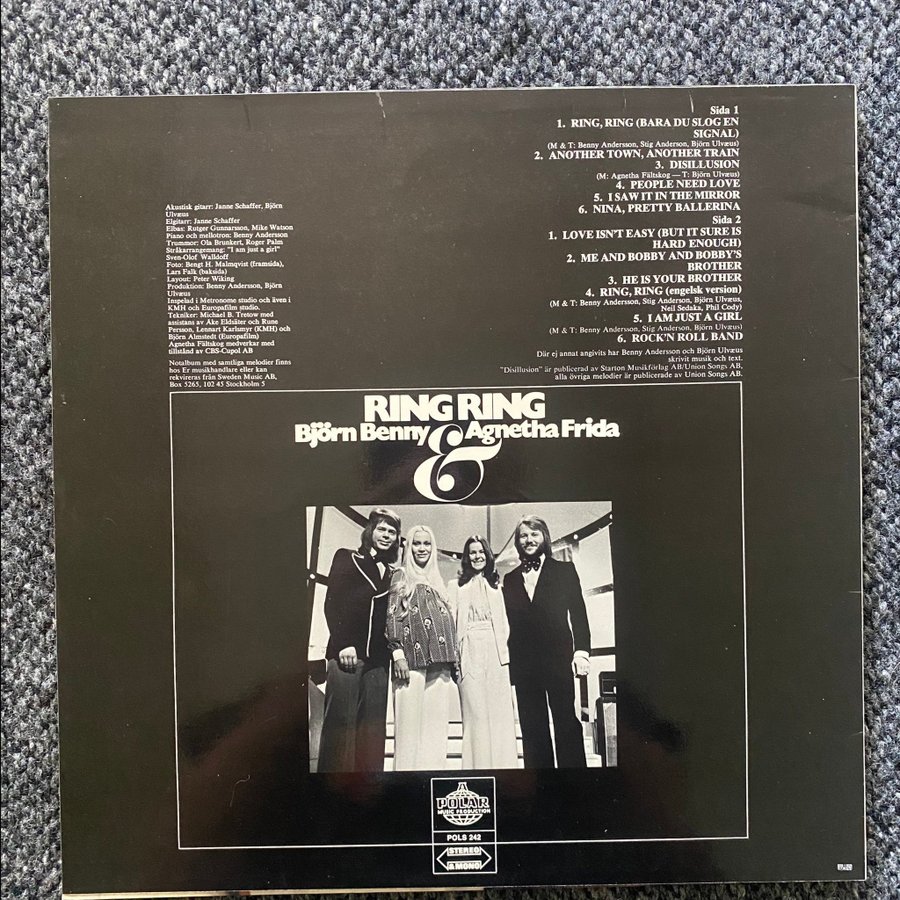 Sida 1
1. RING, RING (BARA DU SLOG EN
SIGNAL)
(M & T: Benny Andersson, Stig Anderson, Björn Ulvæus)
2. ANOTHER TOWN, ANOTHER TRAIN
3. DISILLUSION
(M: Agnetha Fältskog — T: Björn Ulvæus)
4. PEOPLE NEED LOVE
5. I SAW IT IN THE MIRROR
6. NINA, PRETTY BALLERINA
Sida 2
1. LOVE ISN'T EASY (BUT IT SURE IS
HARD ENOUGH)
2. ME AND BOBBY AND BOBBY'S
BROTHER
3. HE IS YOUR BROTHER
4. RING, RING (engelsk version)
(M & T: Benny Andersson, Stig Anderson, Björn Ulvæus,
Neil Sedaka, Phil Cody)
5. I AM JUST A GIRL
(M & T: Benny Andersson, Stig Anderson, Björn Ulvæus)
6. ROCK'N ROLL BAND
Där ej annat angivits har Benny Andersson och Björn Ulvæus
skrivit musik och text.
"Disillusion" är publicerad av Starton Musikförlag AB/Union Songs AB,
alla övriga melodier är publicerade av Union Songs AB.
Akustisk gitarr: Janne Schaffer, Björn
Ulvæus
Elgitarr: Janne Schaffer
Elbas: Rutger Gunnarsson, Mike Watson
Piano och mellotron: Benny Andersson
Trummor: Ola Brunkert, Roger Palm
Stråkarrangemang: "I am just a girl"
Sven-Olof Walldoff
Foto: Bengt H. Malmqvist (framsida),
Lars Falk (baksida)
Layout: Peter Wiking
Produktion: Benny Andersson, Björn
Ulvæus
Inspelad i Metronome studio och även i
KMH och Europafilm studio.
Tekniker: Michael B. Tretow med
assistans av Åke Eldsäter och Rune
Persson, Lennart Karlsmyr (KMH) och
Björn Almstedt (Europafilm)
Agnetha Fältskog medverkar med
tillstånd av CBS-Cupol AB
Notalbum med samtliga melodier finns
hos Er musikhandlare eller kan
rekvireras från Sweden Music AB,
Box 5265, 102 45 Stockholm 5
RING RING
Björn Benny & Agnetha Frida
POLAR
MUSIC PRODUCTION
POLS 242
STEREO
& MONO